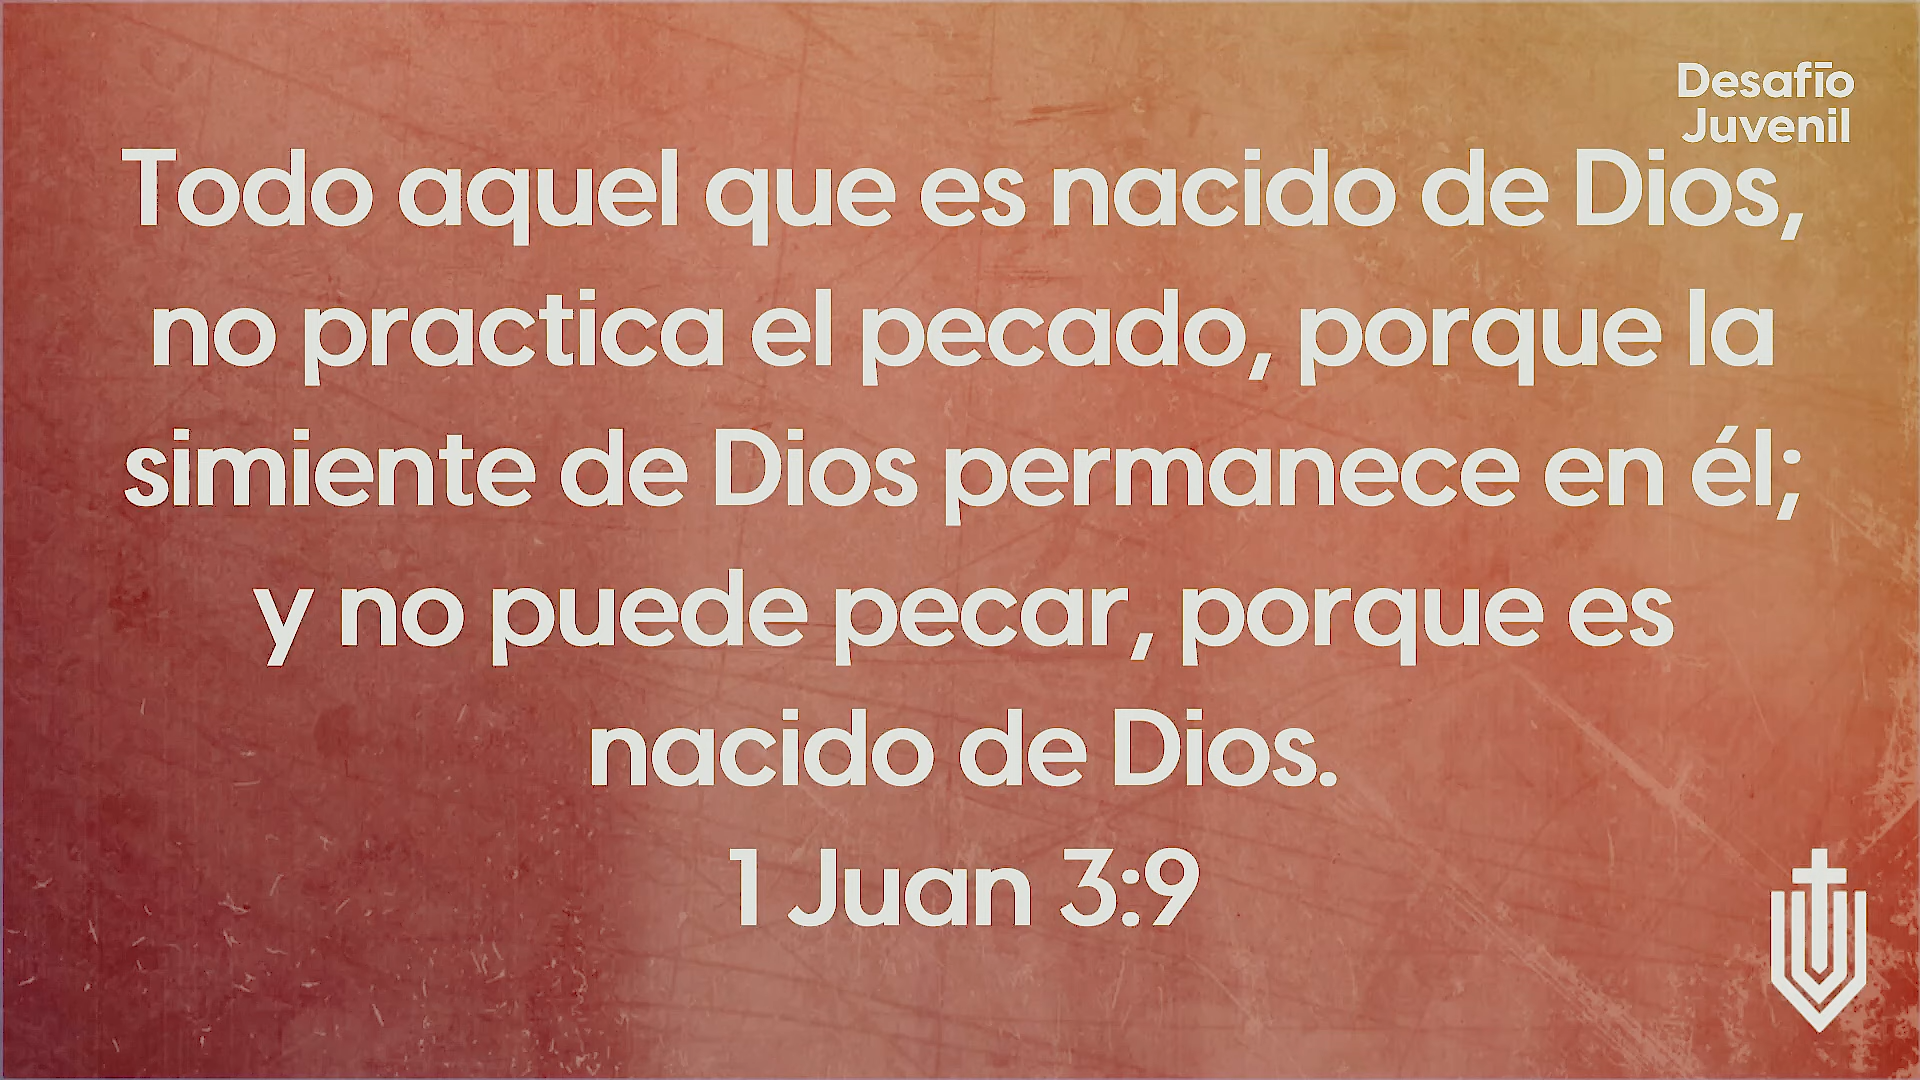 Desafío
Juvenil
Todo aquel que es nacido de Dios,
no practica el pecado, porque la
simiente de Dios permanece en él;
y no puede pecar, porque es
nacido de Dios.
1 Juan 3:9